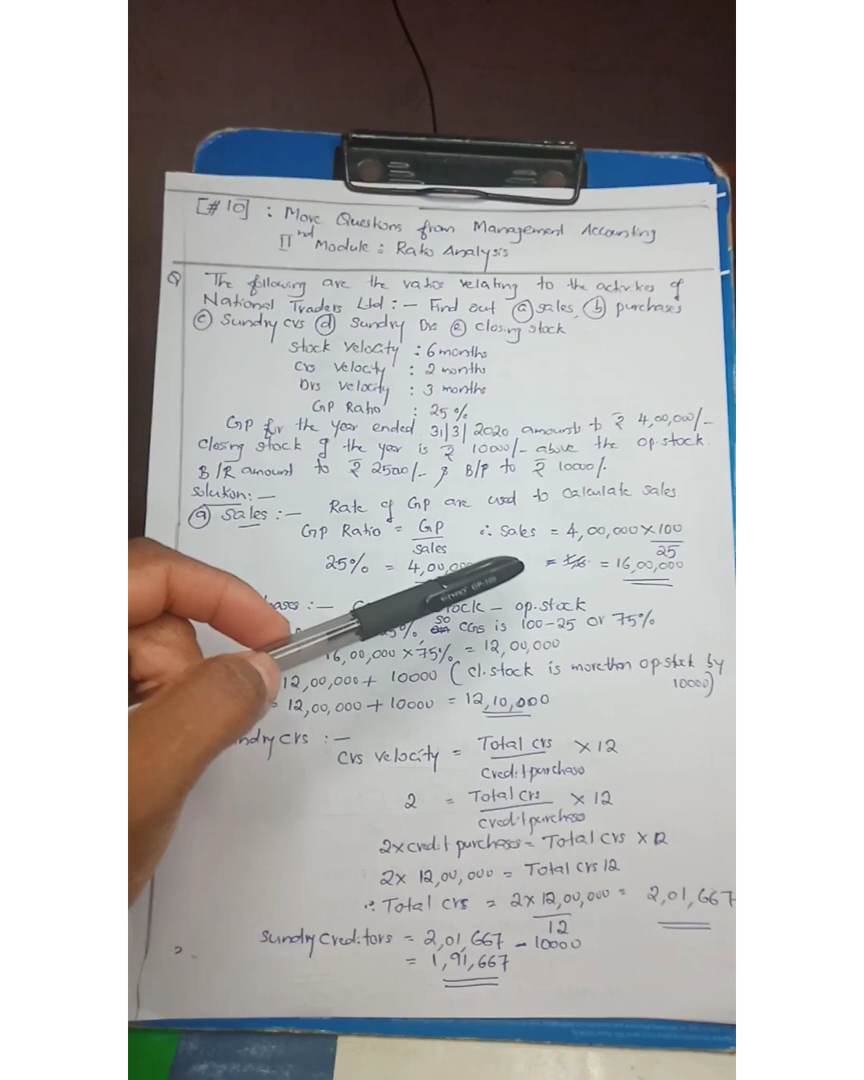 [#10] : More Questions from Management Accounting
IInd Module : Ratio Analysis
Q The following are the ratios relating to the activities of
National Traders Ltd :— Find out (a) sales, (b) purchases
(c) Sundry crs (d) Sundry Drs (e) closing stock
Stock Velocity : 6 months
Crs Velocity : 2 months
Drs Velocity : 3 months
GP Ratio : 25%
GP for the year ended 31/3/2020 amounts to ₹ 4,00,000/-
closing stock of the year is ₹ 10000/- above the op.stock.
B/R amount to ₹ 2500/- & B/P to ₹ 10000/.
Solution:—
(a) Sales :— Rate of GP are used to calculate sales.
GP Ratio = GP / Sales ∴ Sales = 4,00,000 × 100 / 25
25% = 4,00,00 = 16,00,000
ases :— stock — op.stock
5%, so CGS is 100-25 or 75%
16,00,000 × 75% = 12,00,000
12,00,000 + 10000 (cl.stock is more than op.stock by 10000)
= 12,00,000 + 10000 = 12,10,000
ndry crs :—
Crs velocity = Total crs / credit purchase × 12
2 = Total crs / credit purchase × 12
2 × credit purchases = Total crs × 12
2 × 12,00,000 = Total crs 12
∴ Total crs = 2 × 12,00,000 / 12 = 2,01,667
Sundry Creditors = 2,01,667 - 10000
= 1,91,667